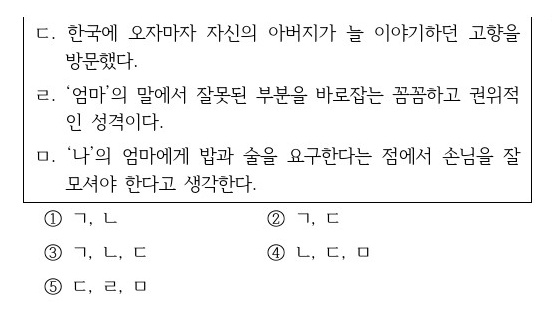 ㄷ. 한국에 오자마자 자신의 아버지가 늘 이야기하던 고향을
방문했다.
ㄹ. ‘엄마’의 말에서 잘못된 부분을 바로잡는 꼼꼼하고 권위적
인 성격이다.
ㅁ. ‘나’의 엄마에게 밥과 술을 요구한다는 점에서 손님을 잘
모셔야 한다고 생각한다.
① ㄱ, ㄴ ② ㄱ, ㄷ
③ ㄱ, ㄴ, ㄷ ④ ㄴ, ㄷ, ㅁ
⑤ ㄷ, ㄹ, ㅁ